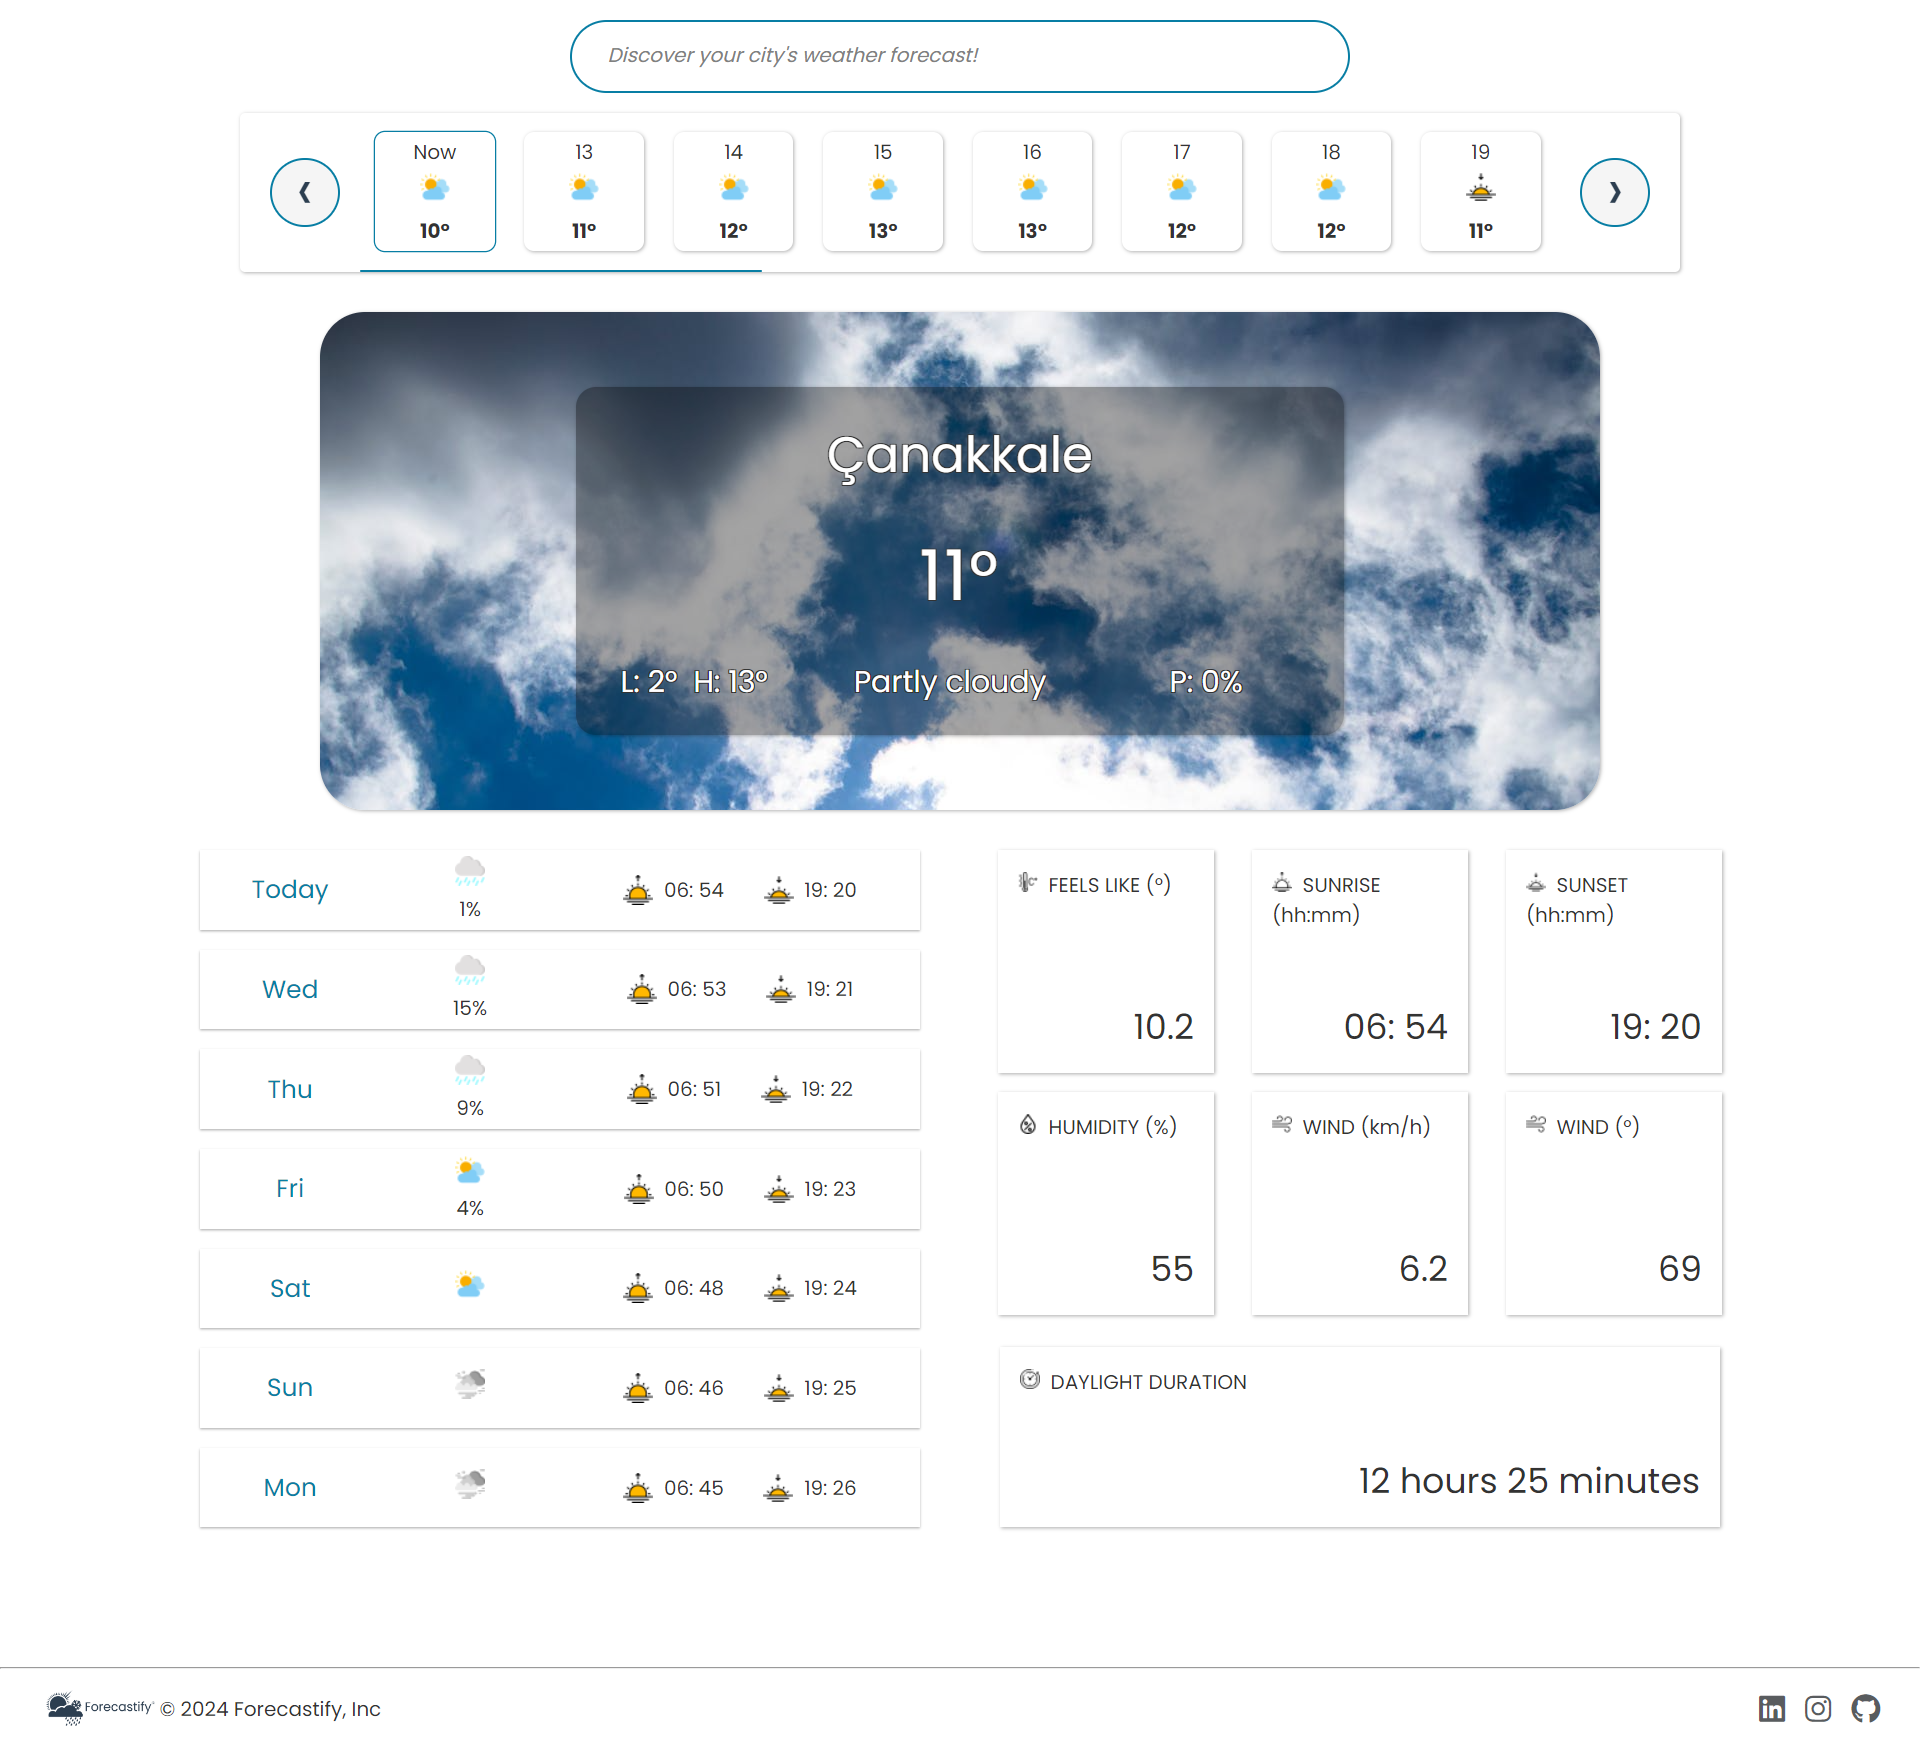 Discover your city's weather forecast!
❮
Now
10°
13
11°
14
12°
15
13°
16
13°
17
12°
18
12°
19
11°
❯
Çanakkale
11°
L: 2° H: 13° Partly cloudy P: 0%
Today 1% 06: 54 19: 20
Wed 15% 06: 53 19: 21
Thu 9% 06: 51 19: 22
Fri 4% 06: 50 19: 23
Sat 06: 48 19: 24
Sun 06: 46 19: 25
Mon 06: 45 19: 26
FEELS LIKE (°)
10.2
SUNRISE
(hh:mm)
06: 54
SUNSET
(hh:mm)
19: 20
HUMIDITY (%)
55
WIND (km/h)
6.2
WIND (°)
69
DAYLIGHT DURATION
12 hours 25 minutes
Forecastify © 2024 Forecastify, Inc